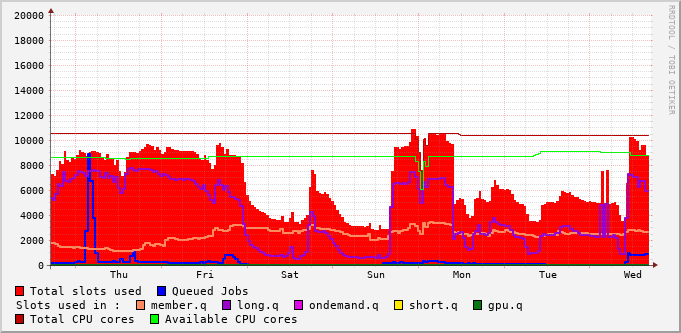 RRDTOOL / TOBI OETIKER
20000
18000
16000
14000
12000
10000
8000
6000
4000
2000
0
Thu Fri Sat Sun Mon Tue Wed
Total slots used Queued Jobs
Slots used in : member.q long.q ondemand.q short.q gpu.q
Total CPU cores Available CPU cores